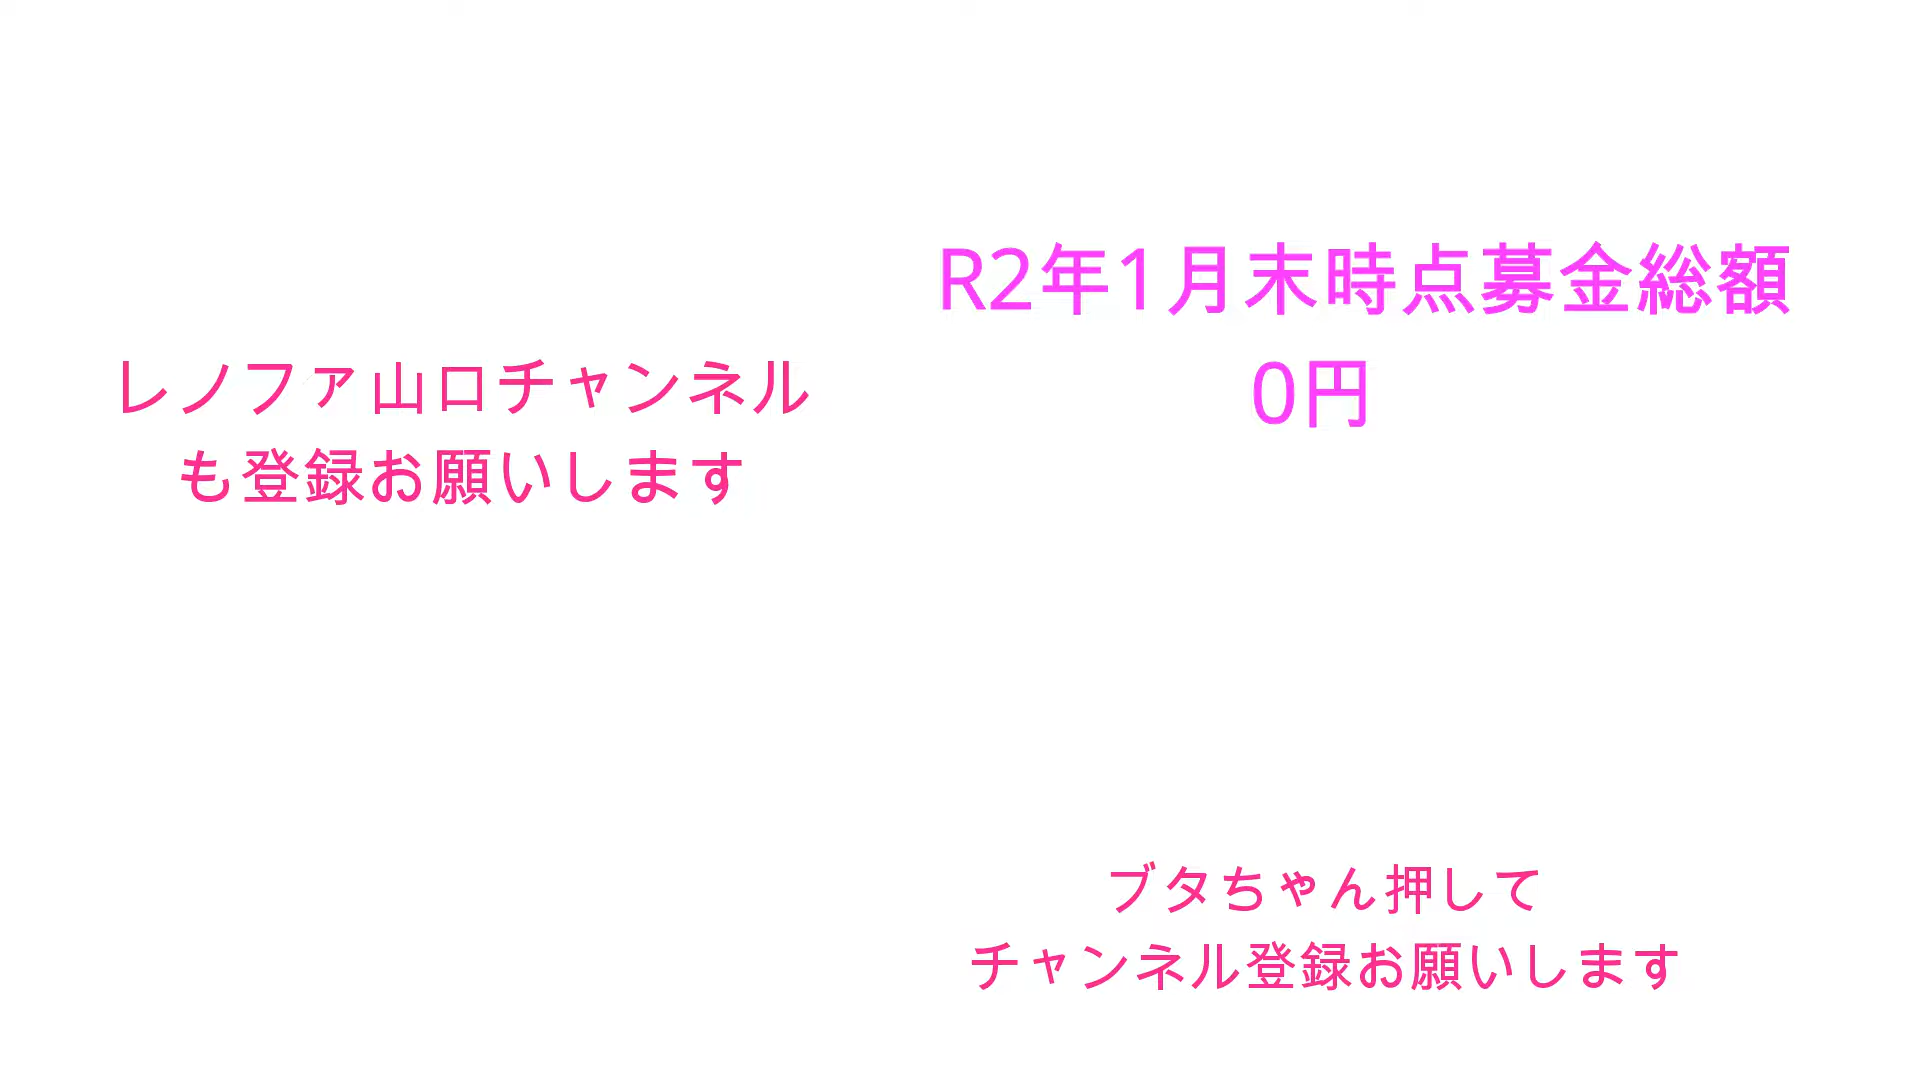 レノファ山口チャンネル
も登録お願いします
R2年1月末時点募金総額
0円
ブタちゃん押して
チャンネル登録お願いします